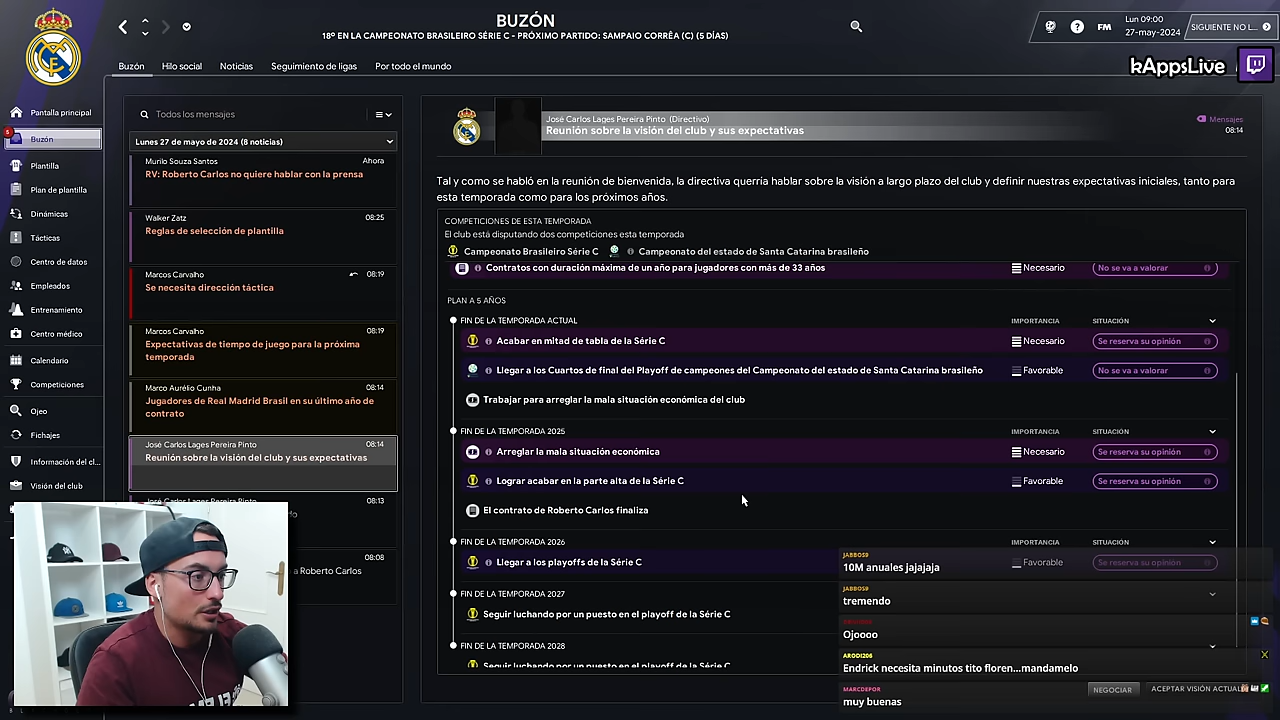 BUZÓN
18º EN LA CAMPEONATO BRASILEÑO SÉRIE C - PRÓXIMO PARTIDO: SAMPAIO CORRÊA (C) (5 DÍAS)
FM
Lun 09:00
27-may-2024
SIGUIENTE NO L...
kAppsLive
Buzón
Hilo social
Noticias
Seguimiento de ligas
Por todo el mundo
Pantalla principal
5
Buzón
Plantilla
Plan de plantilla
Dinámicas
Tácticas
Centro de datos
Empleados
Entrenamiento
Centro médico
Calendario
Competiciones
Ojeo
Fichajes
Información del cl...
Visión del club
Todos los mensajes
Lunes 27 de mayo de 2024 (8 noticias)
Murilo Souza Santos
Ahora
RV: Roberto Carlos no quiere hablar con la prensa
Walker Zatz
08:25
Reglas de selección de plantilla
Marcos Carvalho
08:19
Se necesita dirección táctica
Marcos Carvalho
08:19
Expectativas de tiempo de juego para la próxima
temporada
Marco Aurélio Cunha
08:14
Jugadores de Real Madrid Brasil en su último año de
contrato
José Carlos Lages Pereira Pinto
08:14
Reunión sobre la visión del club y sus expectativas
08:13
08:08
a Roberto Carlos
José Carlos Lages Pereira Pinto (Directivo)
Reunión sobre la visión del club y sus expectativas
Mensajes
08:14
Tal y como se habló en la reunión de bienvenida, la directiva querría hablar sobre la visión a largo plazo del club y definir nuestras expectativas iniciales, tanto para
esta temporada como para los próximos años.
COMPETICIONES DE ESTA TEMPORADA
El club está disputando dos competiciones esta temporada
Campeonato Brasileiro Série C
Campeonato del estado de Santa Catarina brasileño
Contratos con duración máxima de un año para jugadores con más de 33 años
Necesario
No se va a valorar
PLAN A 5 AÑOS
FIN DE LA TEMPORADA ACTUAL
IMPORTANCIA
SITUACIÓN
Acabar en mitad de tabla de la Série C
Necesario
Se reserva su opinión
Llegar a los Cuartos de final del Playoff de campeones del Campeonato del estado de Santa Catarina brasileño
Favorable
No se va a valorar
Trabajar para arreglar la mala situación económica del club
FIN DE LA TEMPORADA 2025
IMPORTANCIA
SITUACIÓN
Arreglar la mala situación económica
Necesario
Se reserva su opinión
Lograr acabar en la parte alta de la Série C
Favorable
Se reserva su opinión
El contrato de Roberto Carlos finaliza
FIN DE LA TEMPORADA 2026
IMPORTANCIA
SITUACIÓN
Llegar a los playoffs de la Série C
Favorable
Se reserva su opinión
FIN DE LA TEMPORADA 2027
Seguir luchando por un puesto en el playoff de la Série C
FIN DE LA TEMPORADA 2028
Seguir luchando por un puesto en el playoff de la Série C
JABBOS9
10M anuales jajajaja
JABBOS9
tremendo
Ojoooo
ARODI206
Endrick necesita minutos tito floren...mandamelo
MARCDEPOR
muy buenas
NEGOCIAR
ACEPTAR VISIÓN ACTUAL